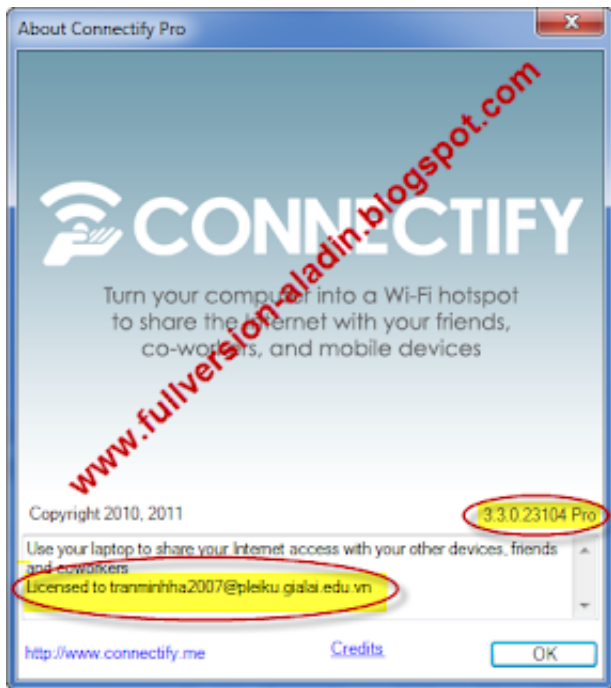 About Connectify Pro
CONNECTIFY
Turn your computer into a Wi-Fi hotspot
to share the Internet with your friends,
co-workers, and mobile devices
www.fullversion-aladin.blogspot.com
Copyright 2010, 2011
3.3.0.23104 Pro
Use your laptop to share your Internet access with your other devices, friends
and coworkers
Licensed to tranminhha2007@pleiku.gialai.edu.vn
http://www.connectify.me
Credits
OK